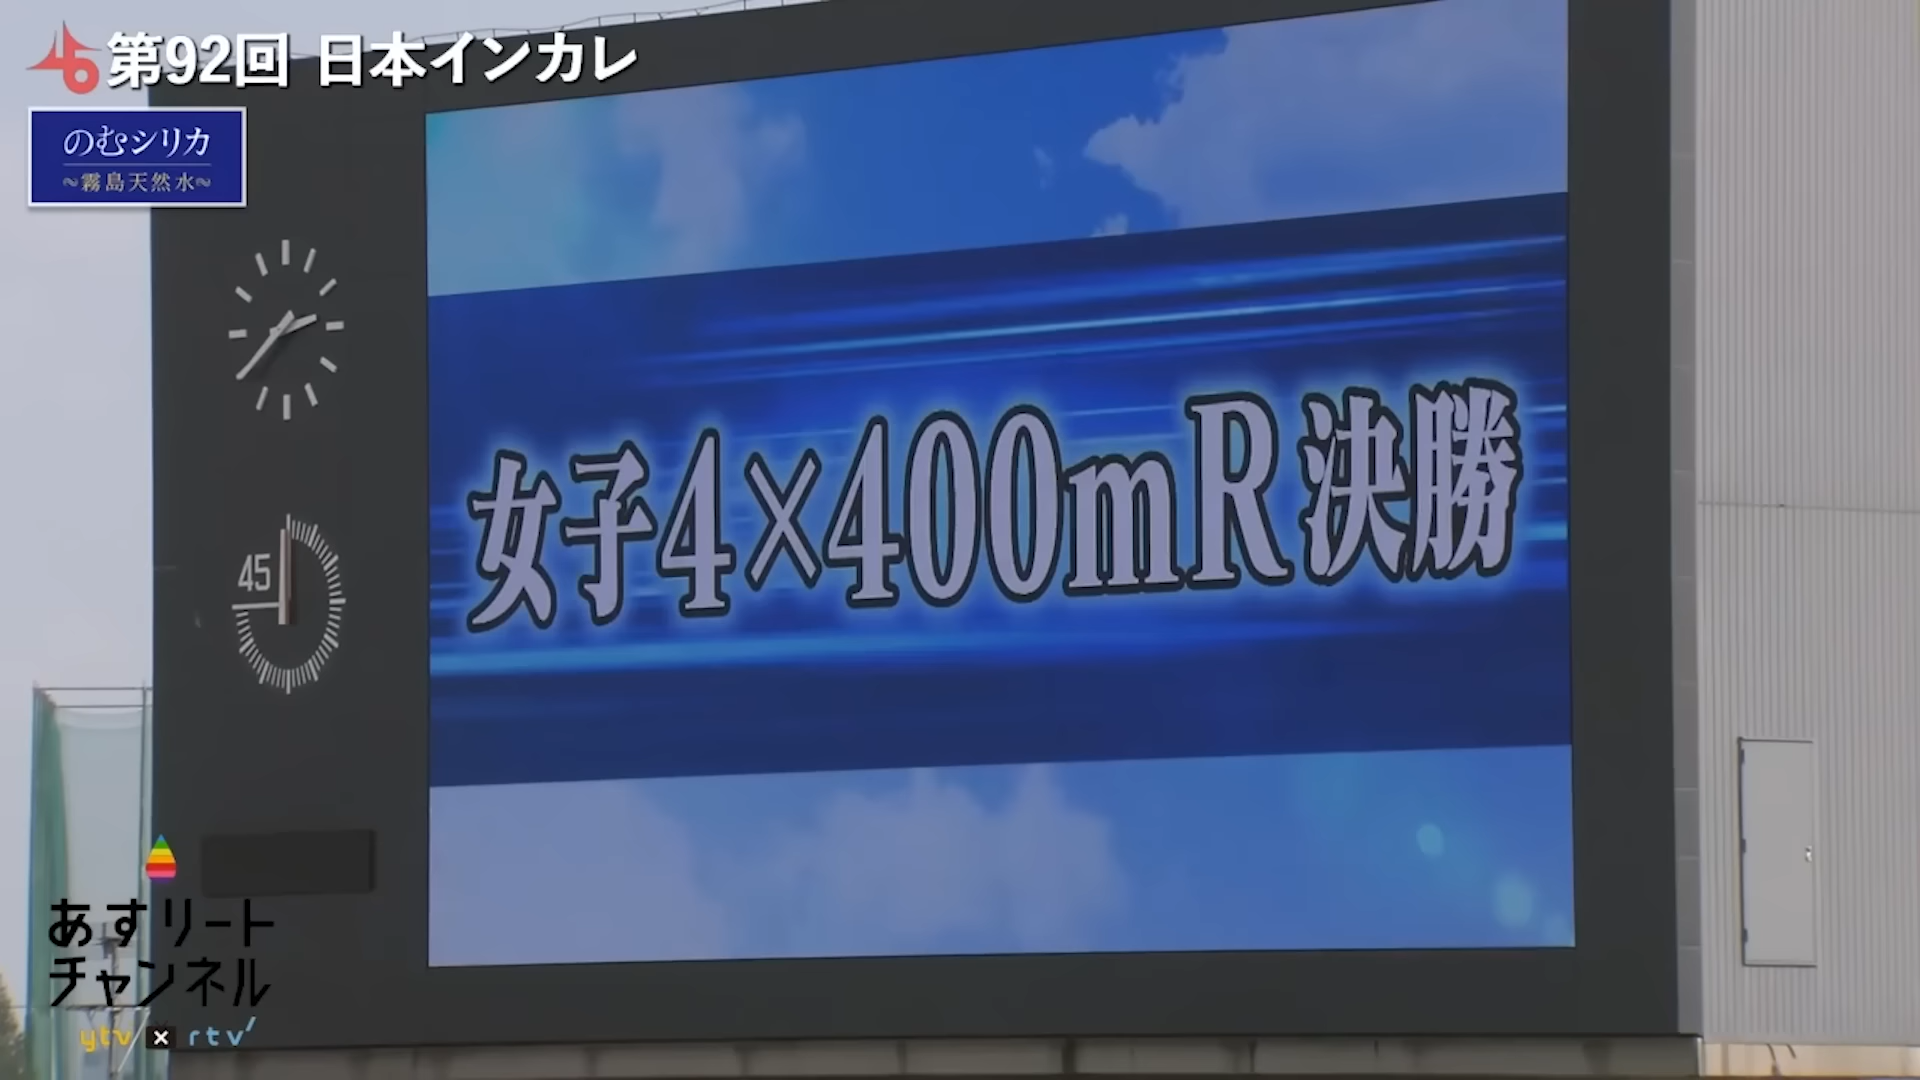 第92回 日本インカレ
のむシリカ
~霧島天然水~
女子4×400mR決勝
45
あすリート
チャンネル
ytv × rtv